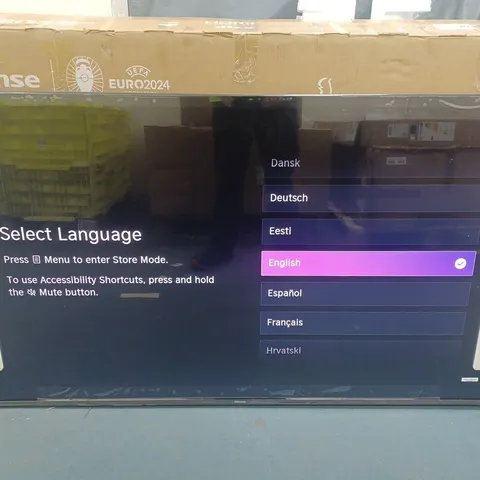 nse
UEFA
EURO2024
Select Language
Press Menu to enter Store Mode.
To use Accessibility Shortcuts, press and hold
the Mute button.
Dansk
Deutsch
Eesti
English
Español
Français
Hrvatski